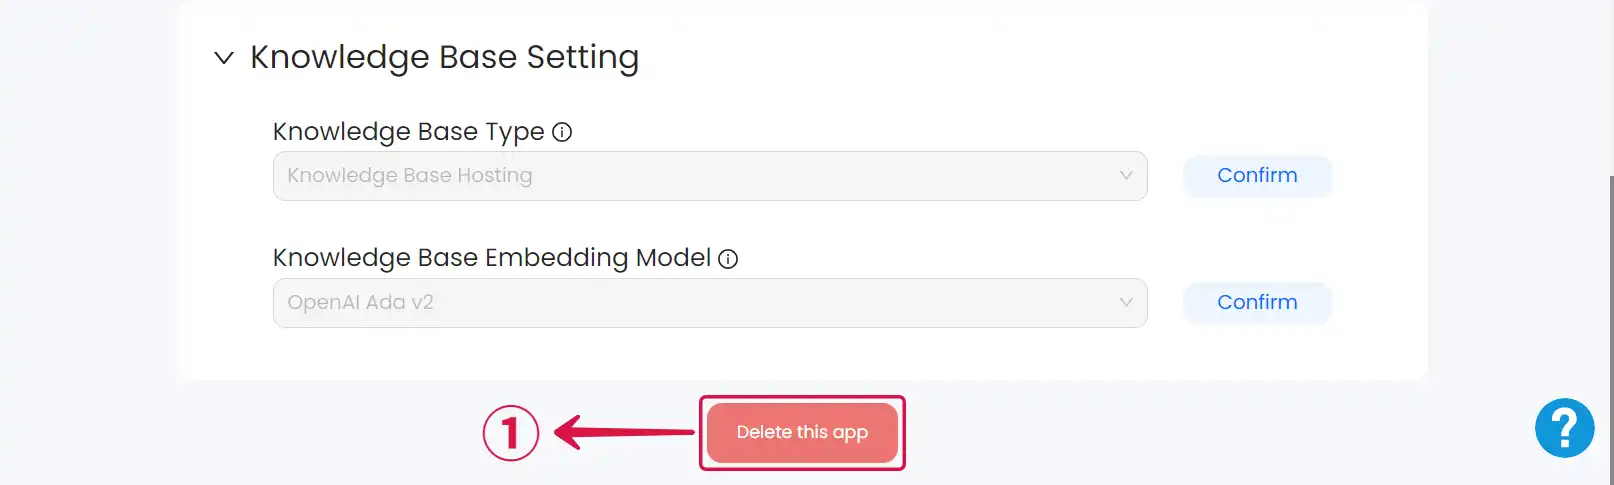 Knowledge Base Setting
Knowledge Base Type
Knowledge Base Hosting
Confirm
Knowledge Base Embedding Model
OpenAI Ada v2
Confirm
1
Delete this app
?